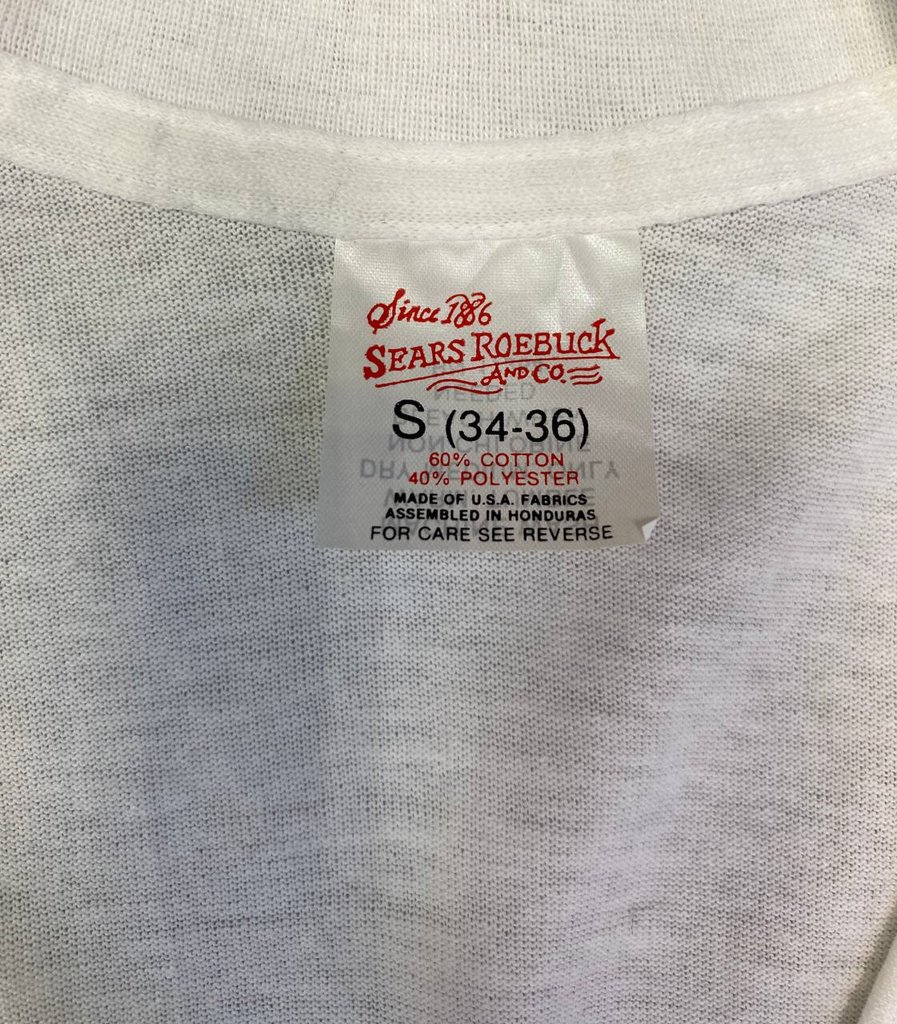 Since 1886
SEARS ROEBUCK
AND CO.
S (34-36)
60% COTTON
40% POLYESTER
MADE OF U.S.A. FABRICS
ASSEMBLED IN HONDURAS
FOR CARE SEE REVERSE